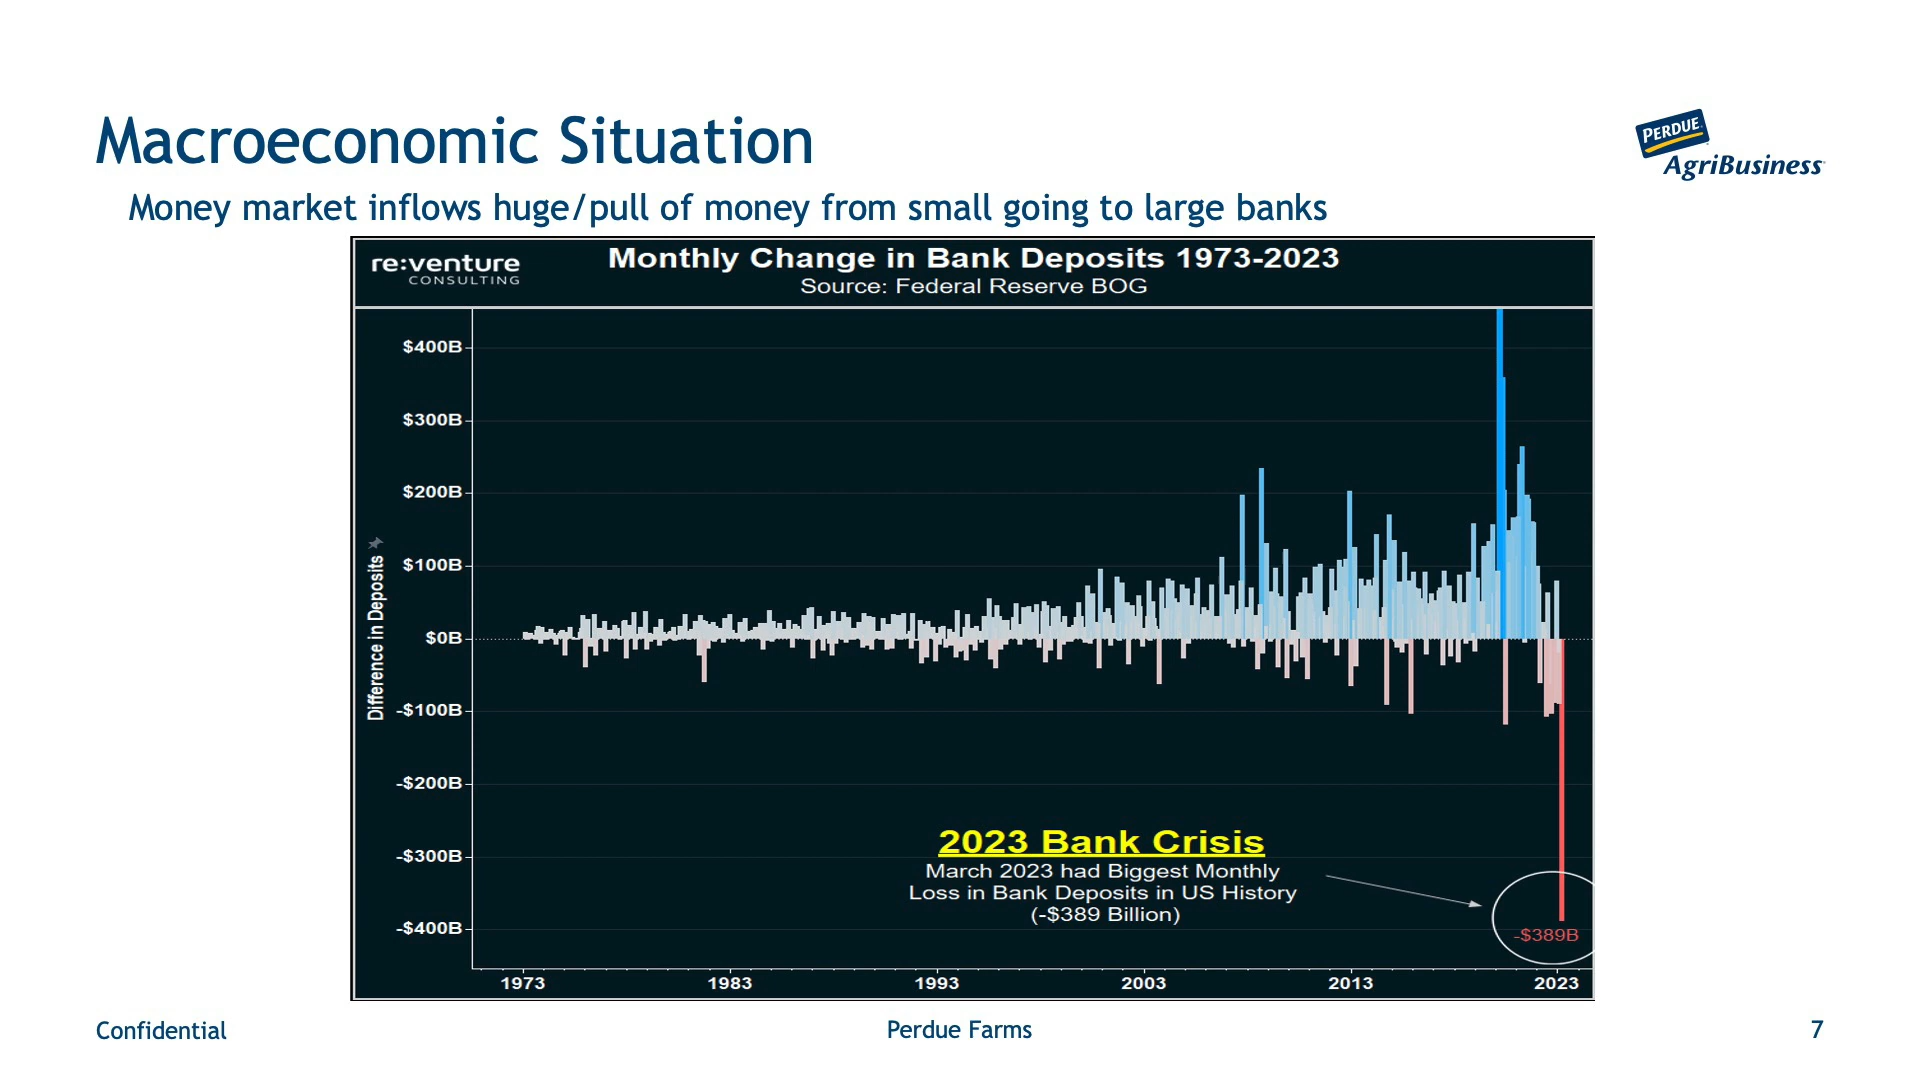 Macroeconomic Situation
PERDUE
AgriBusiness
Money market inflows huge/pull of money from small going to large banks
re:venture
CONSULTING
Monthly Change in Bank Deposits 1973-2023
Source: Federal Reserve BOG
Difference in Deposits
$400B
$300B
$200B
$100B
$0B
-$100B
-$200B
-$300B
-$400B
2023 Bank Crisis
March 2023 had Biggest Monthly
Loss in Bank Deposits in US History
(-$389 Billion)
-$389B
1973 1983 1993 2003 2013 2023
Confidential Perdue Farms 7